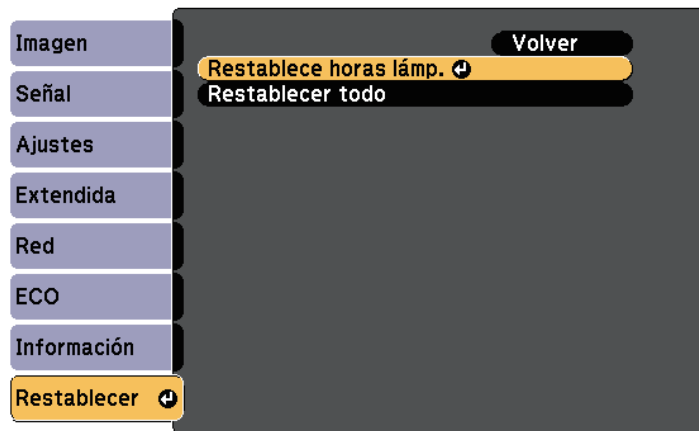 Imagen
Señal
Ajustes
Extendida
Red
ECO
Información
Restablecer
Volver
Restablece horas lámp.
Restablecer todo